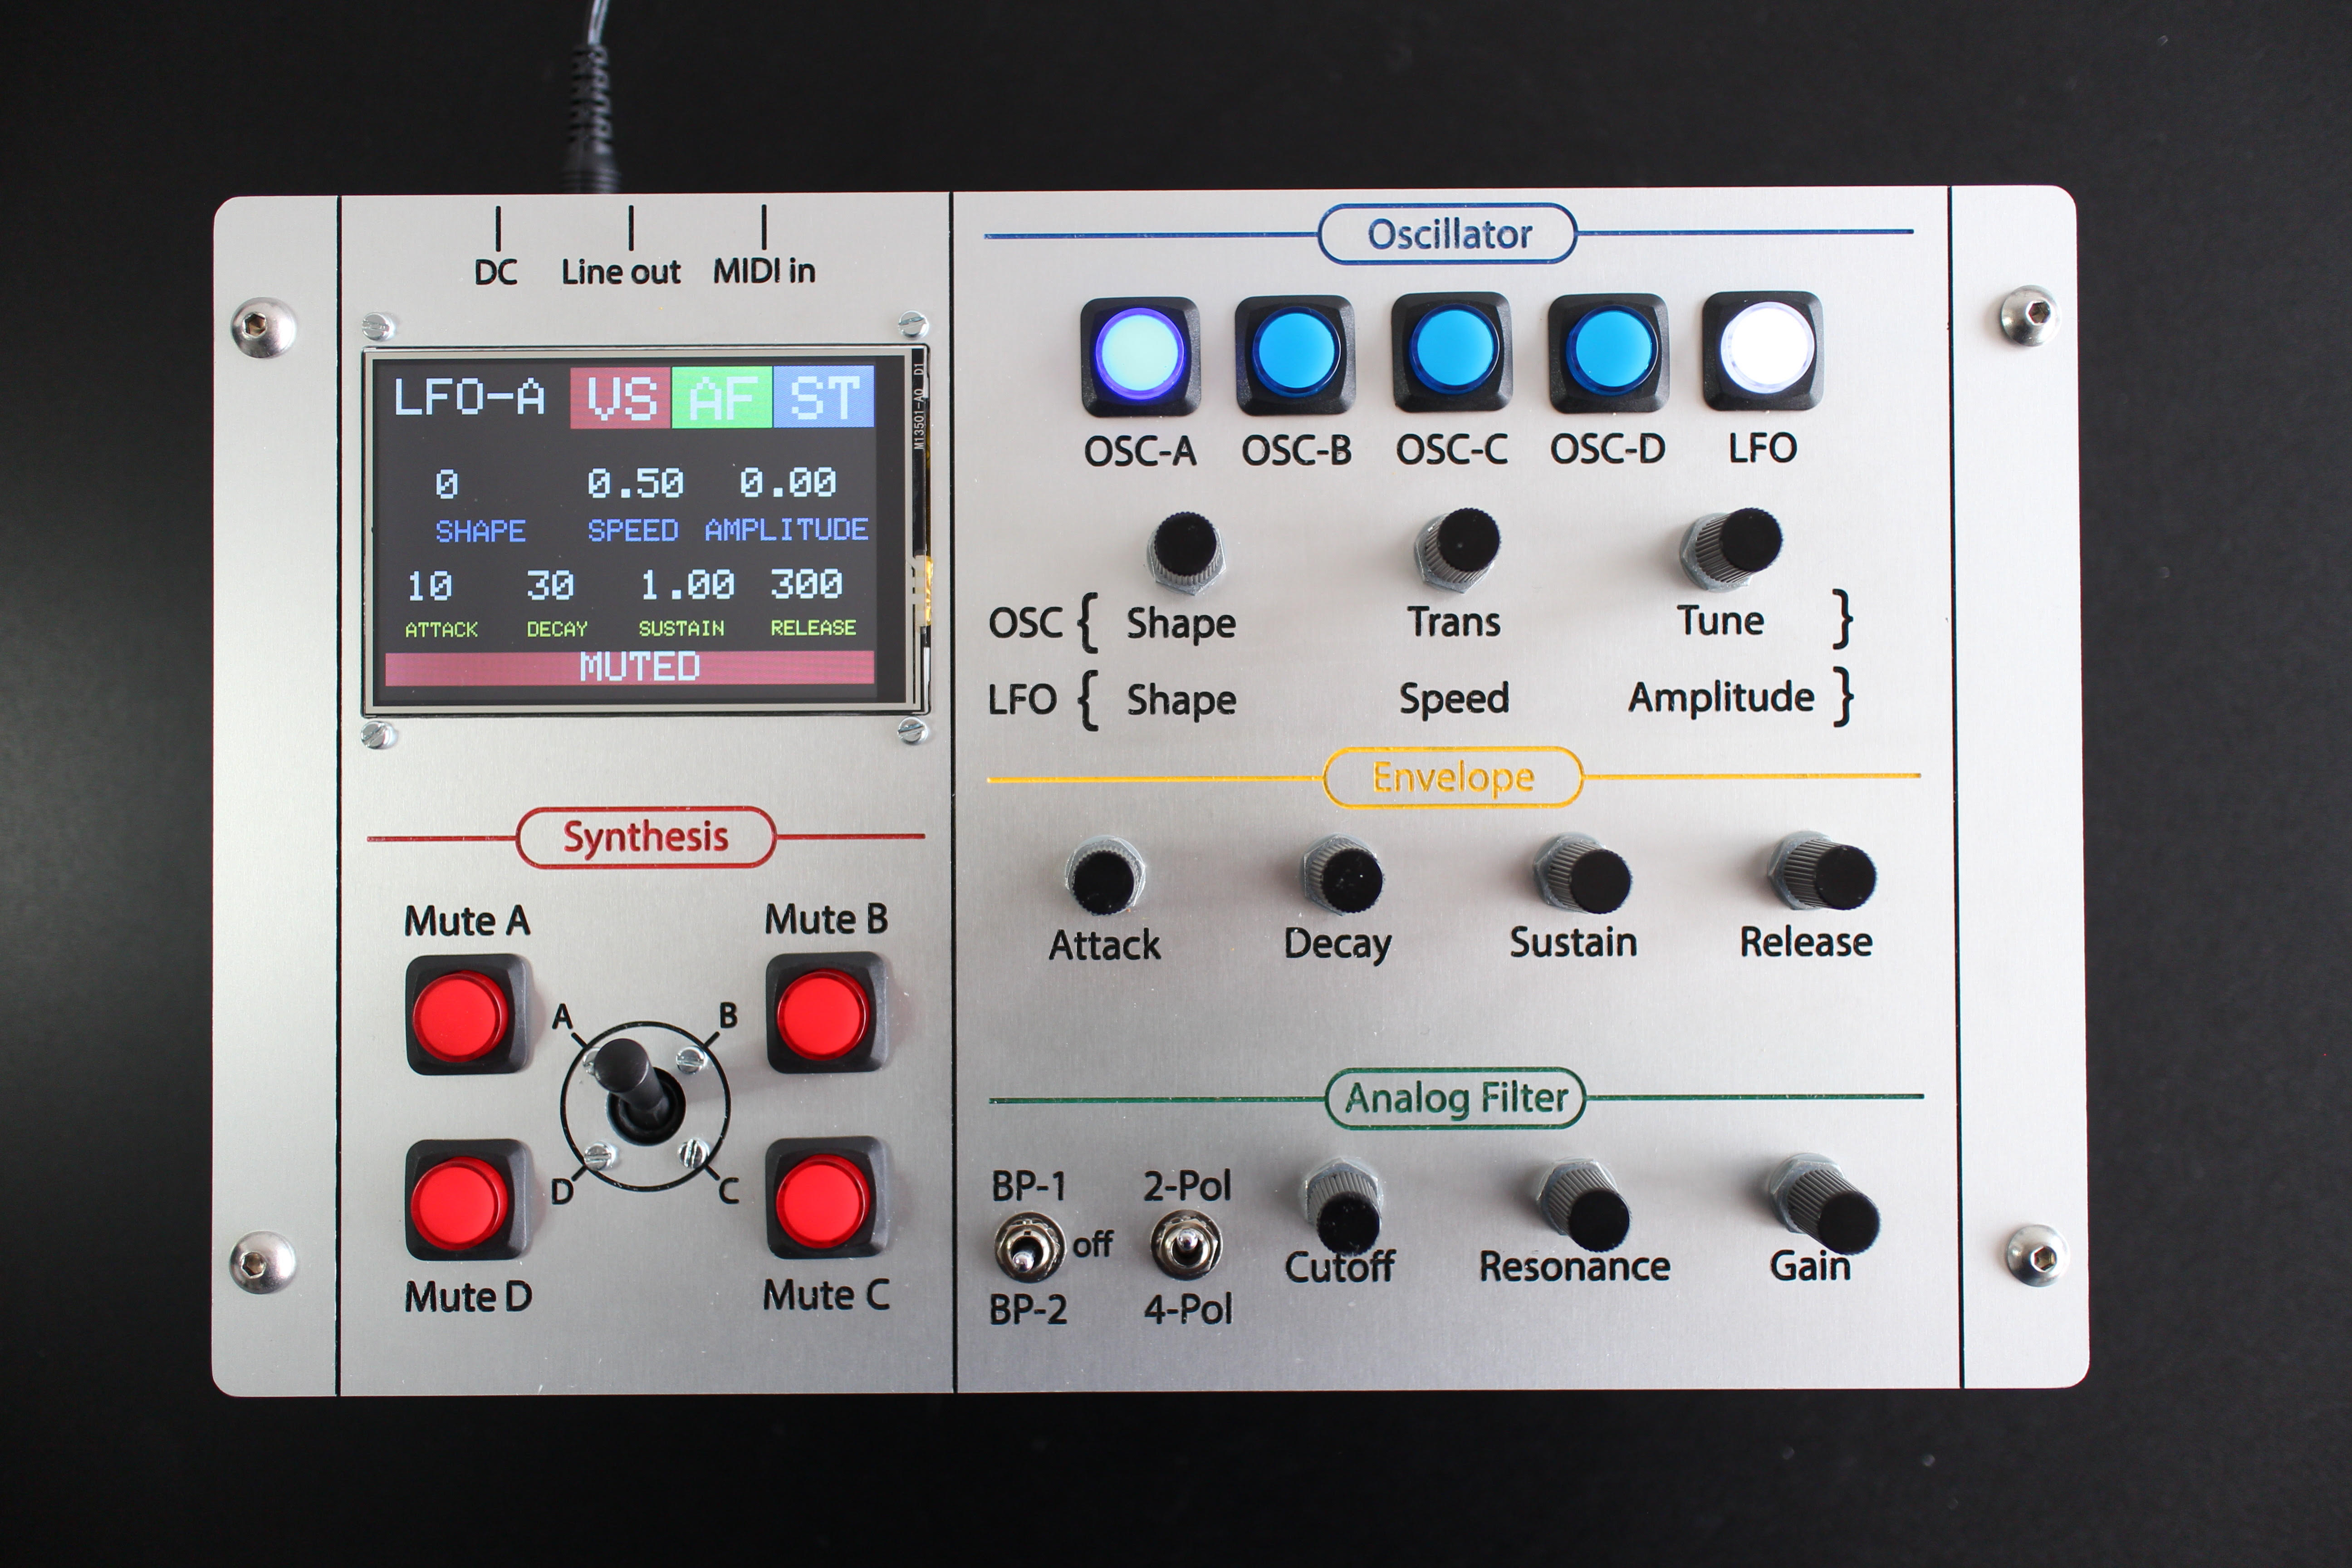 DC Line out MIDI in
LFO-A VS AF ST
0 0.50 0.00
SHAPE SPEED AMPLITUDE
10 30 1.00 300
ATTACK DECAY SUSTAIN RELEASE
MUTED
Synthesis
Mute A Mute B
A B
D C
Mute D Mute C
Oscillator
OSC-A OSC-B OSC-C OSC-D LFO
OSC { Shape Trans Tune }
LFO { Shape Speed Amplitude }
Envelope
Attack Decay Sustain Release
Analog Filter
BP-1 2-Pol
off
Cutoff Resonance Gain
BP-2 4-Pol